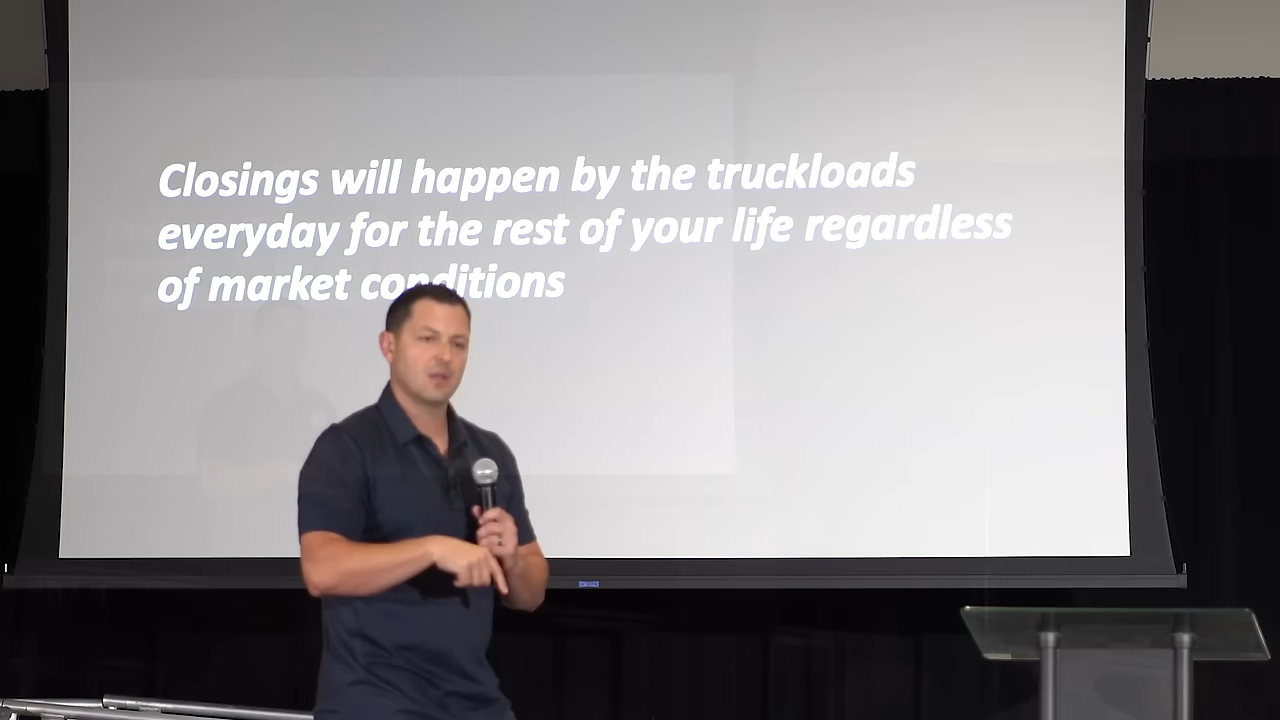 Closings will happen by the truckloads
everyday for the rest of your life regardless
of market conditions